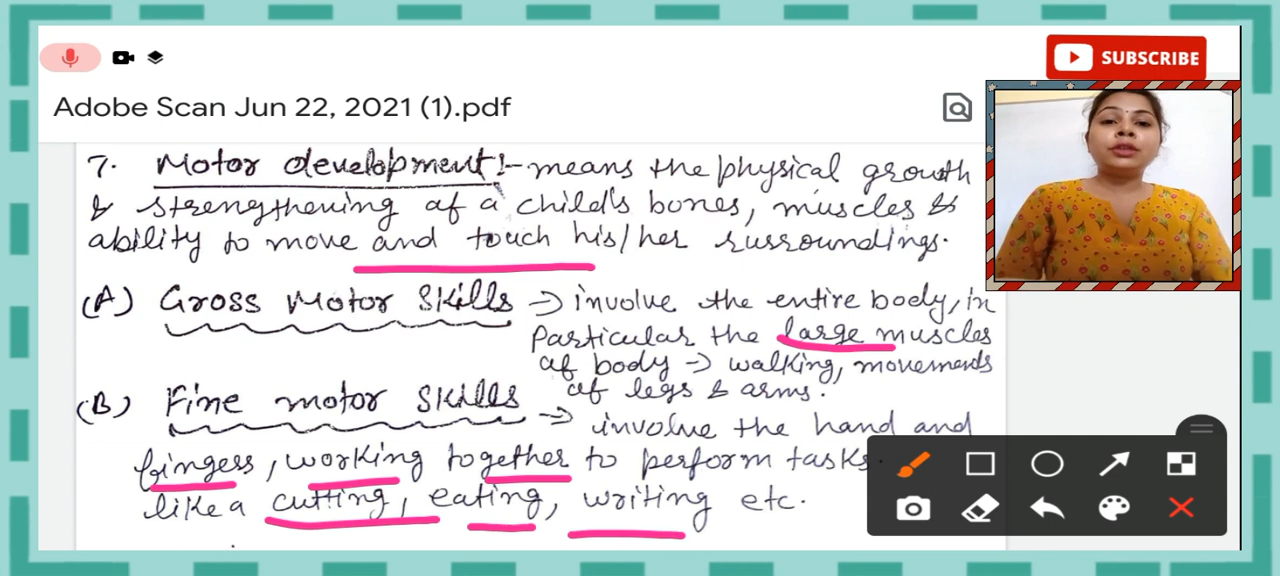 SUBSCRIBE
Adobe Scan Jun 22, 2021 (1).pdf
7. Motor development:- means the physical growth
& strengthening of a child's bones, muscles &
ability to move and touch his/her surroundings.
(A) Gross Motor Skills → involve the entire body, in
particular the large muscles
of body → walking, movements
of legs & arms.
(B) Fine motor skills → involve the hand and
fingers, working together to perform tasks
like a cutting, eating, writing etc.